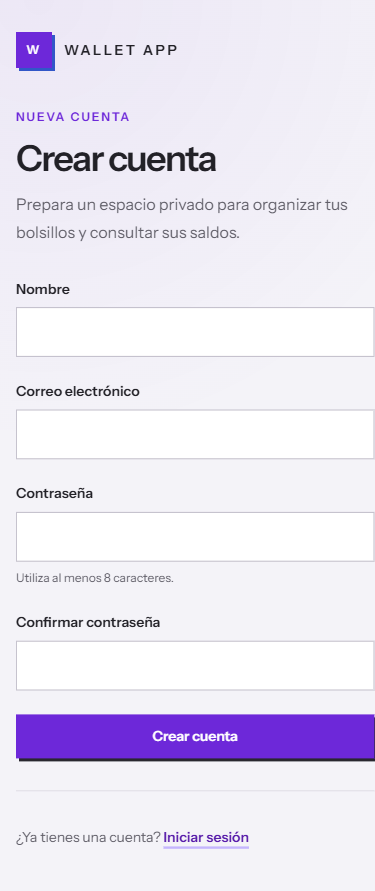 W WALLET APP
NUEVA CUENTA
Crear cuenta
Prepara un espacio privado para organizar tus
bolsillos y consultar sus saldos.
Nombre
Correo electrónico
Contraseña
Utiliza al menos 8 caracteres.
Confirmar contraseña
Crear cuenta
¿Ya tienes una cuenta? Iniciar sesión